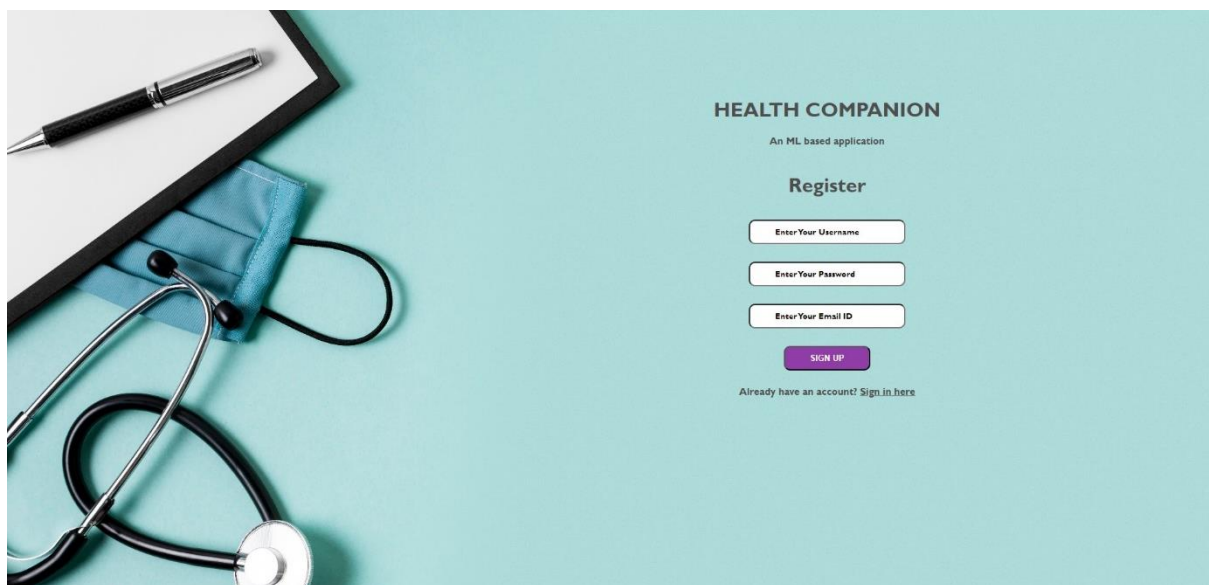 HEALTH COMPANION
An ML based application
Register
Enter Your Username
Enter Your Password
Enter Your Email ID
SIGN UP
Already have an account? Sign in here